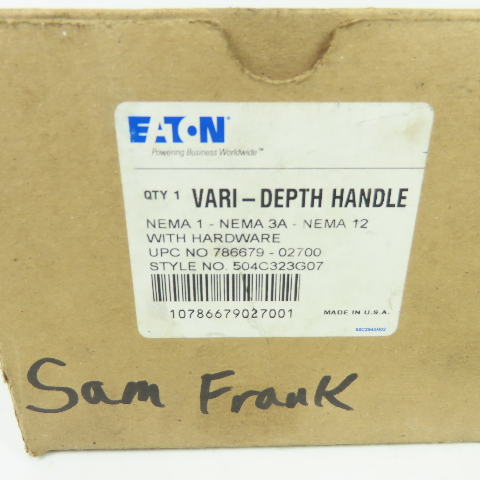 EATON
Powering Business Worldwide™
QTY 1 VARI-DEPTH HANDLE
NEMA 1 - NEMA 3A - NEMA 12
WITH HARDWARE
UPC NO 786679 - 02700
STYLE NO. 504C323G07
10786679027001
MADE IN U.S.A.
Sam Frank